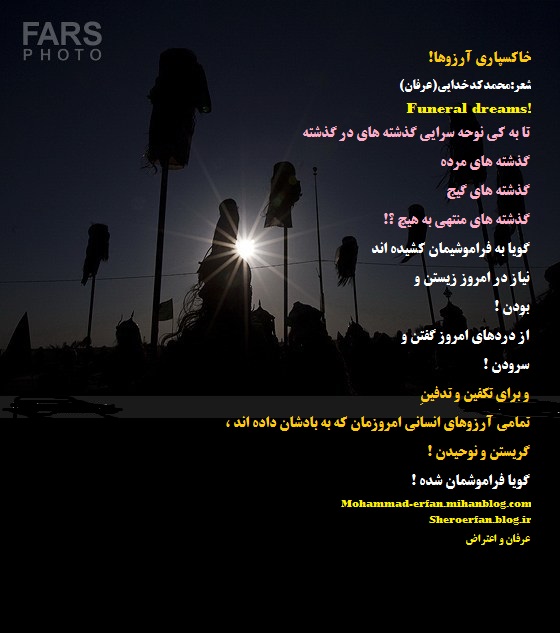 FARS
PHOTO
خاکسپاری آرزوها!
شعر:محمدکدخدایی(عرفان)
Funeral dreams!
تا به کی نوحه سرایی گذشته های در گذشته
گذشته های مرده
گذشته های گیج
گذشته های منتهی به هیچ ؟!
گویا به فراموشیمان کشیده اند
نیاز در امروز زیستن و
بودن !
از دردهای امروز گفتن و
سرودن !
و برای تکفین و تدفینِ
تمامی آرزوهای انسانی امروزمان که به بادشان داده اند ،
گریستن و نوحیدن !
گویا فراموشمان شده !
Mohammad-erfan.mihanblog.com
Sheroerfan.blog.ir
عرفان و اعتراض